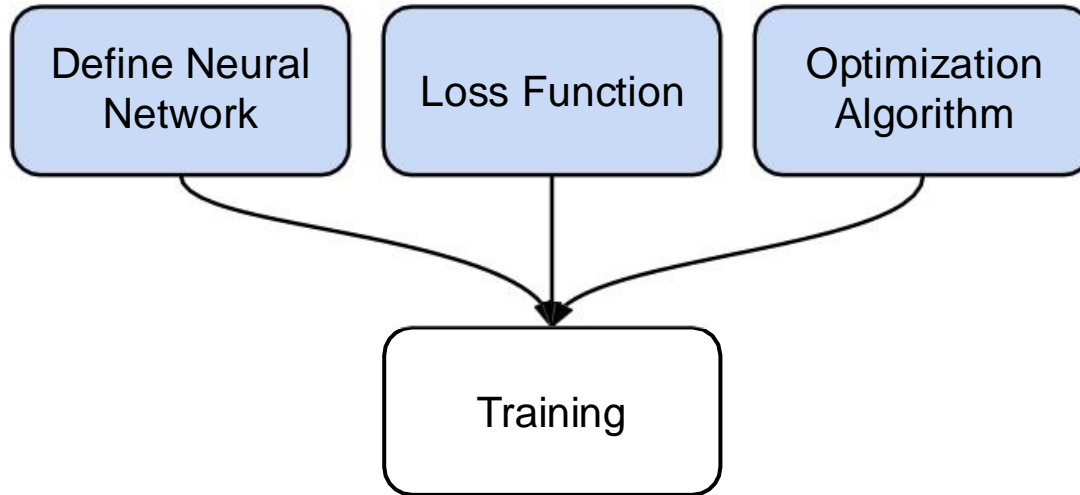 Define Neural
Network
Loss Function
Optimization
Algorithm
Training